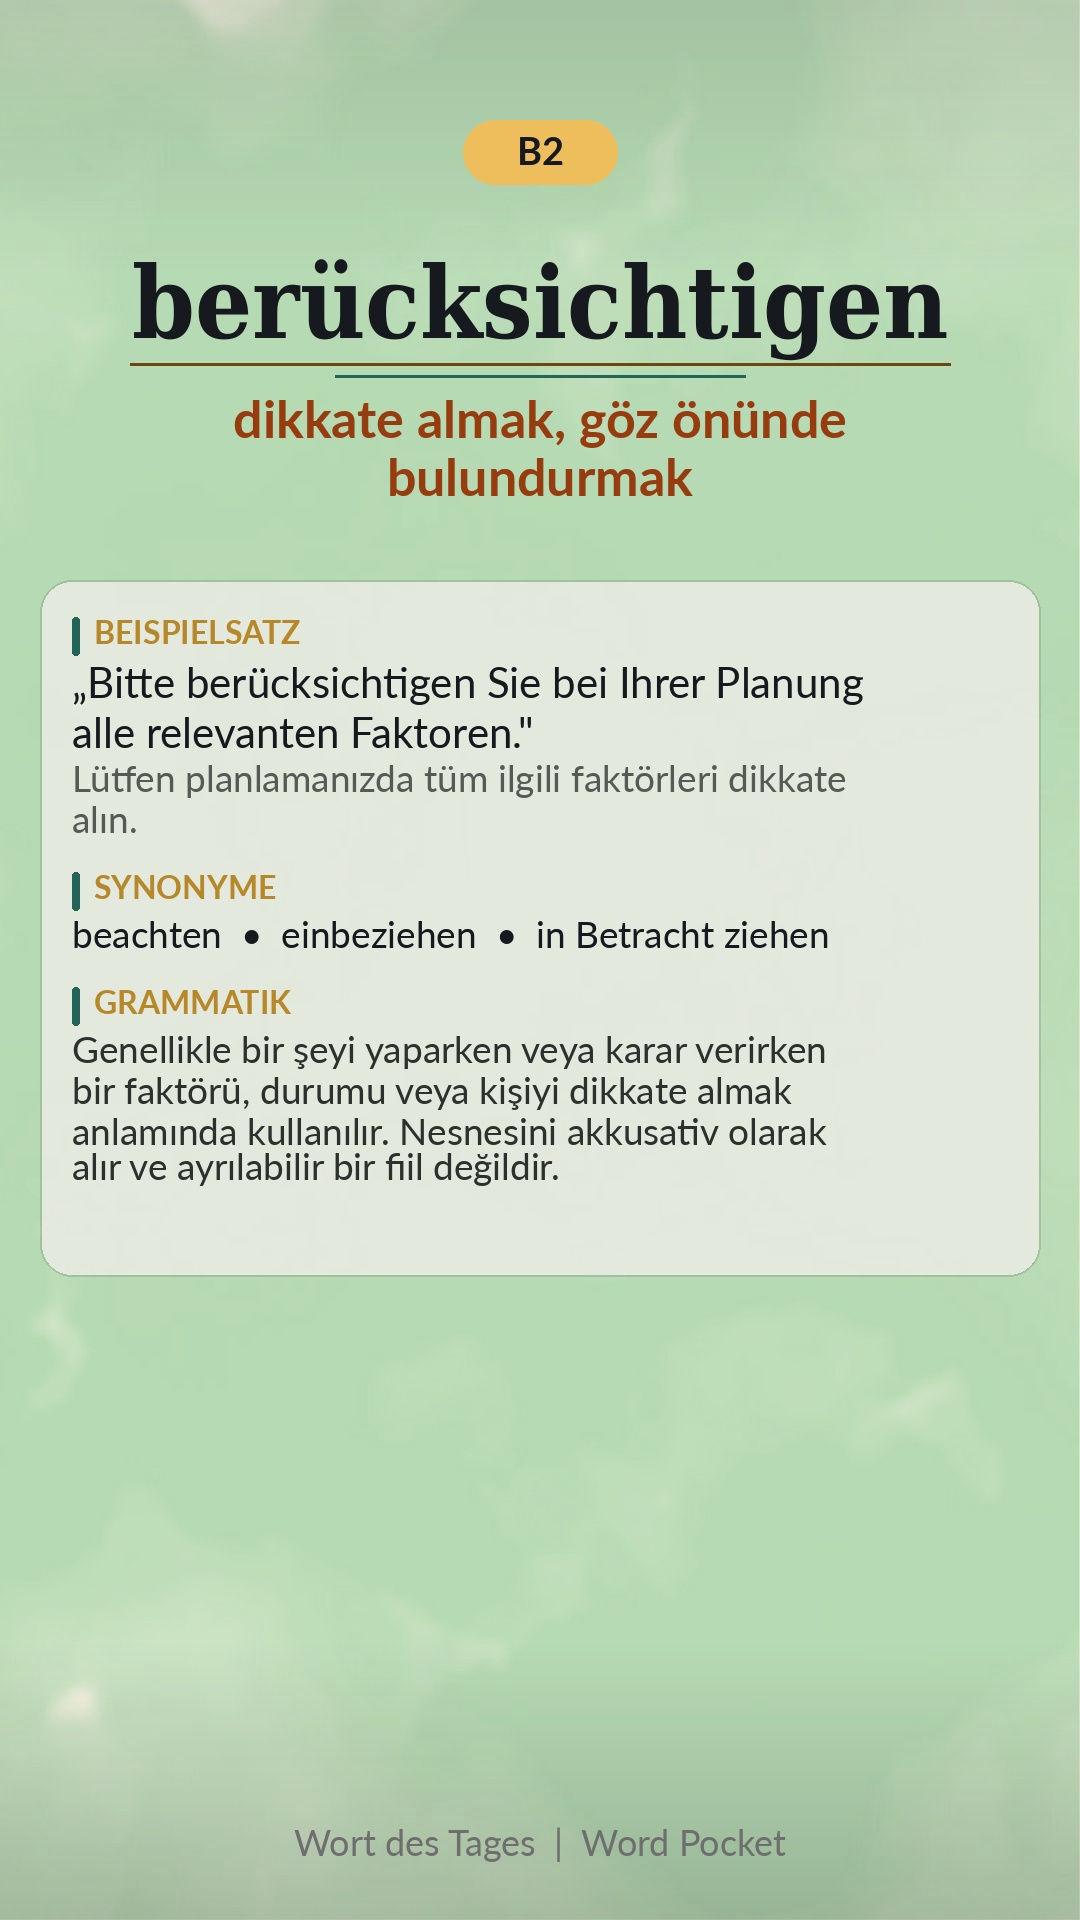 B2
berücksichtigen
dikkate almak, göz önünde
bulundurmak
BEISPIELSATZ
„Bitte berücksichtigen Sie bei Ihrer Planung
alle relevanten Faktoren."
Lütfen planlamanızda tüm ilgili faktörleri dikkate
alın.
SYNONYME
beachten • einbeziehen • in Betracht ziehen
GRAMMATIK
Genellikle bir şeyi yaparken veya karar verirken
bir faktörü, durumu veya kişiyi dikkate almak
anlamında kullanılır. Nesnesini akkusativ olarak
alır ve ayrılabilir bir fiil değildir.
Wort des Tages | Word Pocket